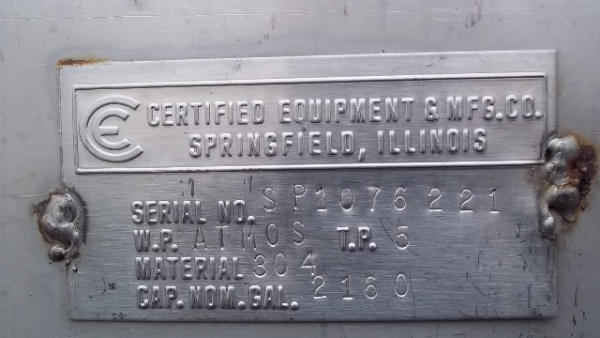 CE CERTIFIED EQUIPMENT & MFG.CO.
SPRINGFIELD, ILLINOIS
SERIAL NO. SP1076221
W.P. ATMOS T.P. 5
MATERIAL 304
CAP. NOM. GAL. 2160